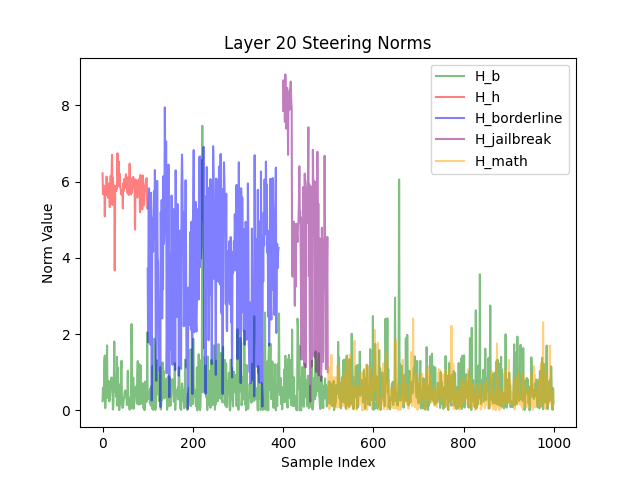 Layer 20 Steering Norms
Norm Value
8
6
4
2
0
H_b
H_h
H_borderline
H_jailbreak
H_math
0 200 400 600 800 1000
Sample Index